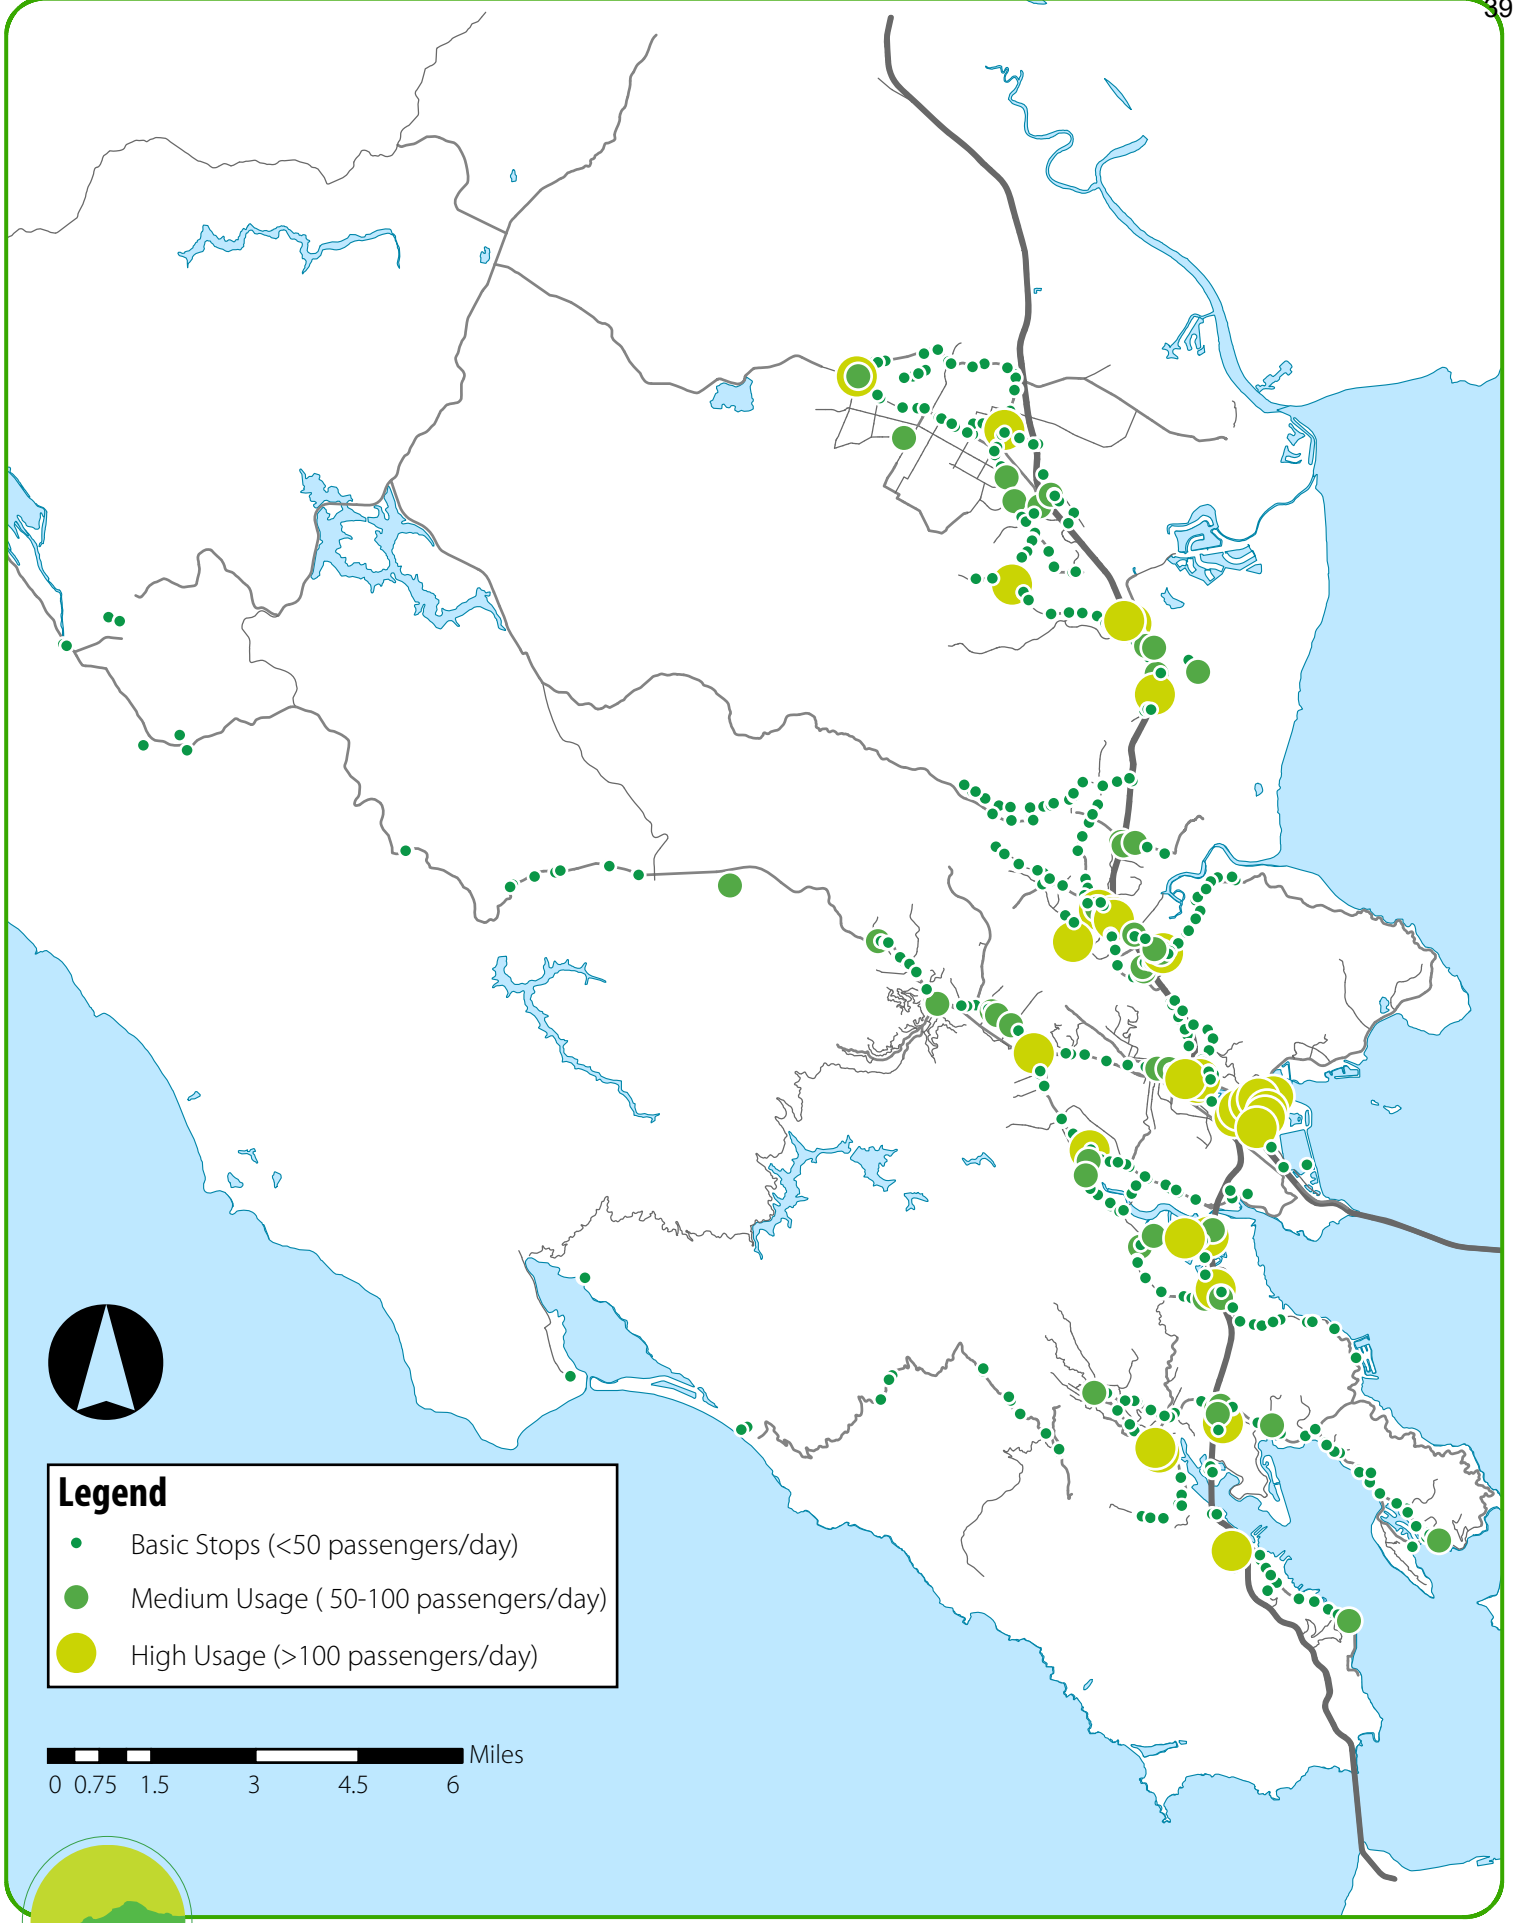 39
Legend
Basic Stops (<50 passengers/day)
Medium Usage ( 50-100 passengers/day)
High Usage (>100 passengers/day)
Miles
0 0.75 1.5 3 4.5 6